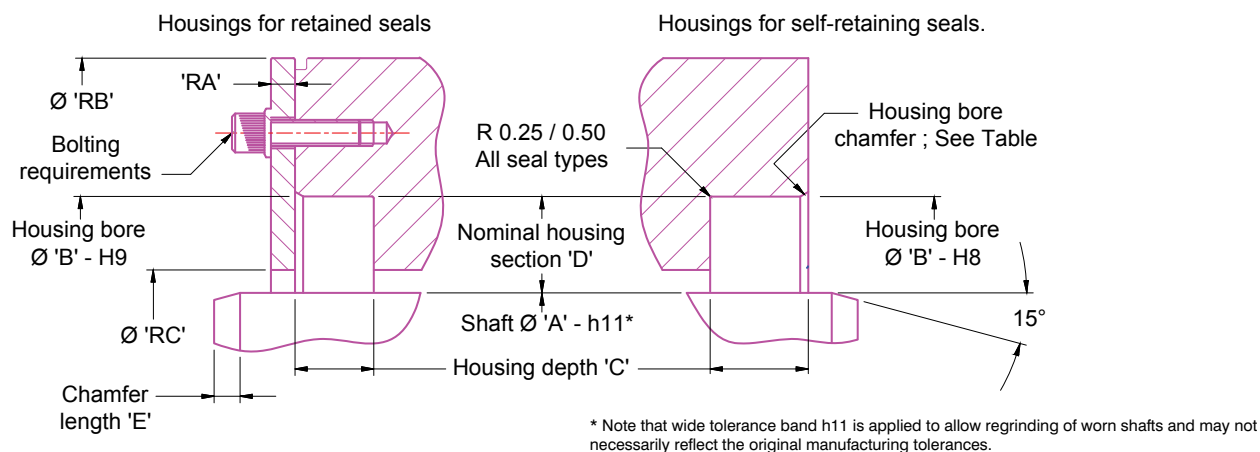 Housings for retained seals
Housings for self-retaining seals.
'RA'
Ø 'RB'
Bolting
requirements
R 0.25 / 0.50
All seal types
Housing bore
chamfer ; See Table
Housing bore
Ø 'B' - H9
Nominal housing
section 'D'
Housing bore
Ø 'B' - H8
Ø 'RC'
Shaft Ø 'A' - h11*
15°
Housing depth 'C'
Chamfer
length 'E'
* Note that wide tolerance band h11 is applied to allow regrinding of worn shafts and may not
necessarily reflect the original manufacturing tolerances.